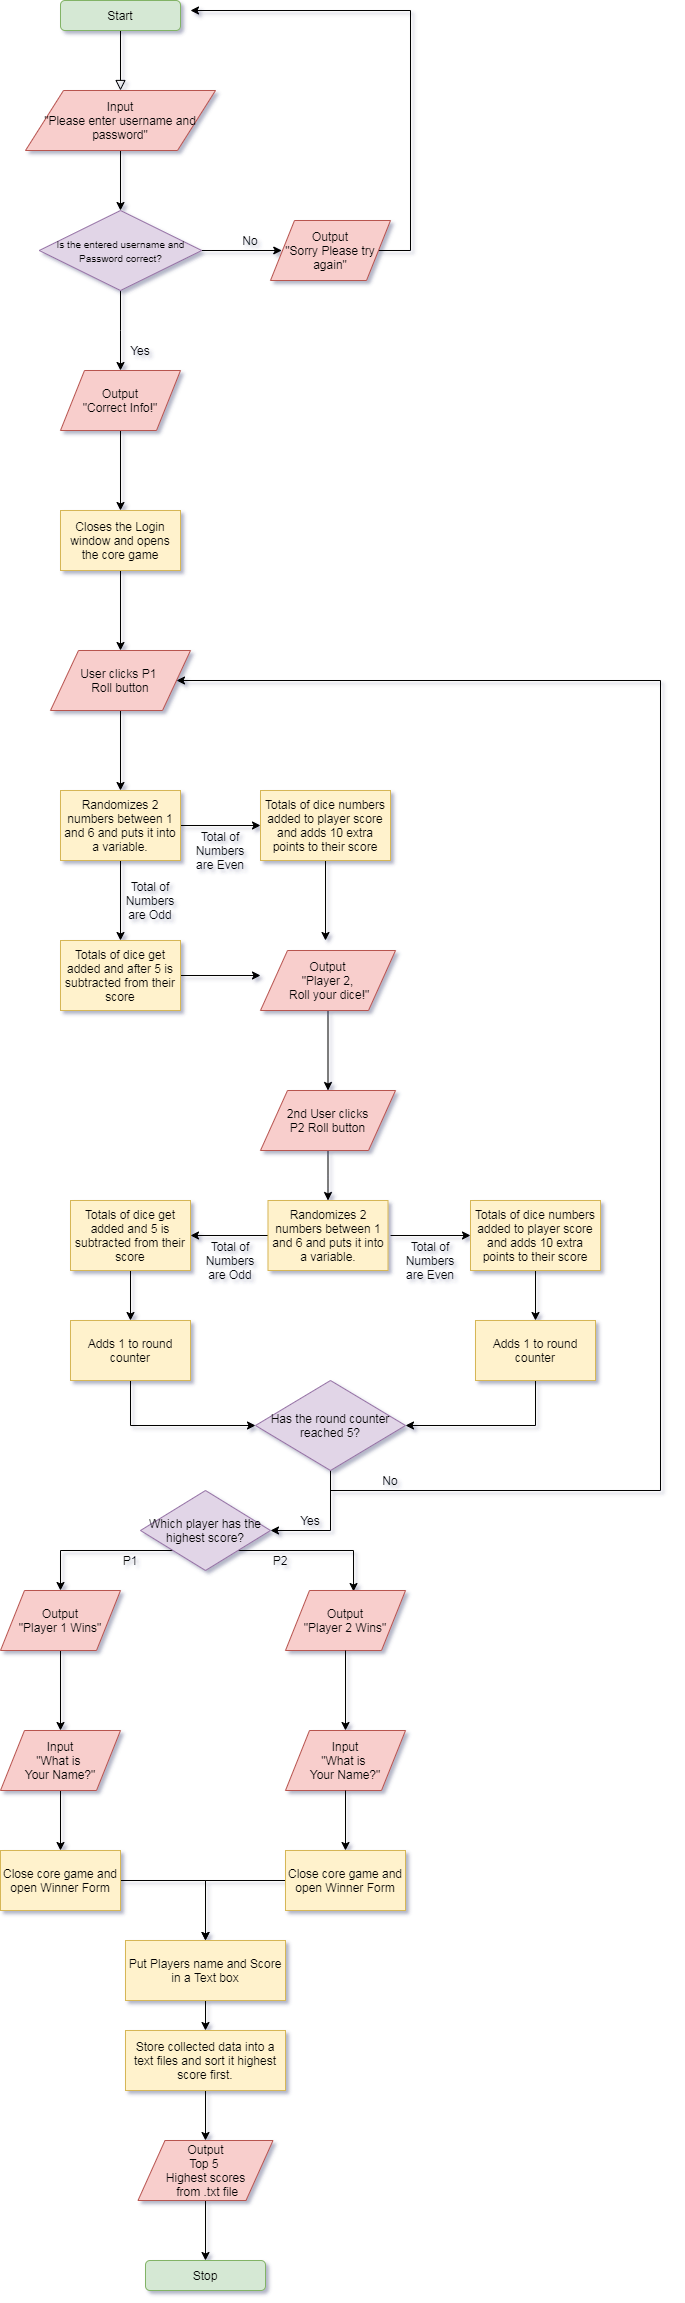 Start
Input
"Please enter username and
password"
Is the entered username and
Password correct?
No
Output
"Sorry Please try
again"
Yes
Output
"Correct Info!"
Closes the Login
window and opens
the core game
User clicks P1
Roll button
Randomizes 2
numbers between 1
and 6 and puts it into
a variable.
Total of
Numbers
are Even
Totals of dice numbers
added to player score
and adds 10 extra
points to their score
Total of
Numbers
are Odd
Totals of dice get
added and after 5 is
subtracted from their
score
Output
"Player 2,
Roll your dice!"
2nd User clicks
P2 Roll button
Totals of dice get
added and 5 is
subtracted from their
score
Total of
Numbers
are Odd
Randomizes 2
numbers between 1
and 6 and puts it into
a variable.
Total of
Numbers
are Even
Totals of dice numbers
added to player score
and adds 10 extra
points to their score
Adds 1 to round
counter
Adds 1 to round
counter
Has the round counter
reached 5?
No
Yes
Which player has the
highest score?
P1
P2
Output
"Player 1 Wins"
Output
"Player 2 Wins"
Input
"What is
Your Name?"
Input
"What is
Your Name?"
Close core game and
open Winner Form
Close core game and
open Winner Form
Put Players name and Score
in a Text box
Store collected data into a
text files and sort it highest
score first.
Output
Top 5
Highest scores
from .txt file
Stop